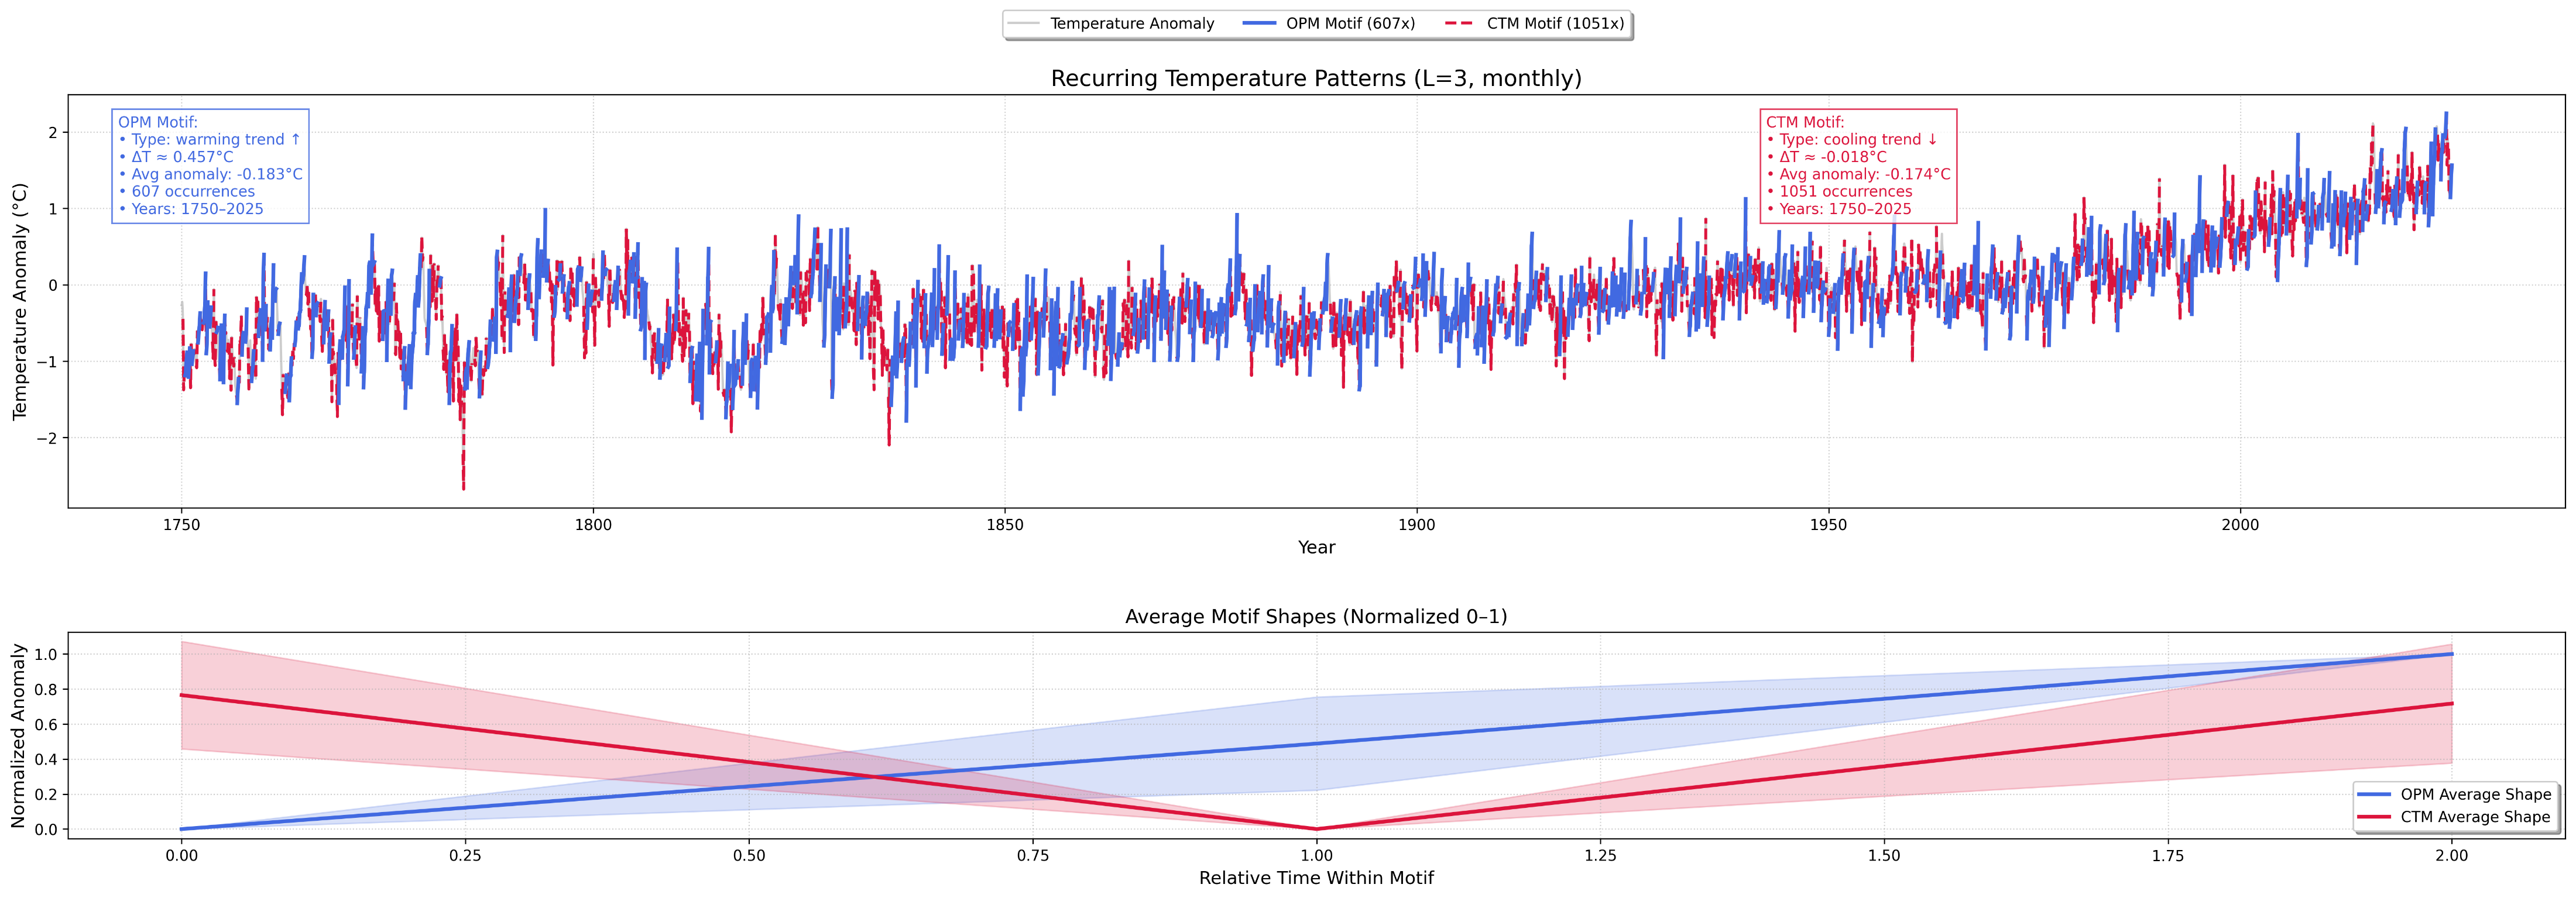 Temperature Anomaly OPM Motif (607x) CTM Motif (1051x)
Recurring Temperature Patterns (L=3, monthly)
OPM Motif:
• Type: warming trend ↑
• ΔT ≈ 0.457°C
• Avg anomaly: -0.183°C
• 607 occurrences
• Years: 1750–2025
CTM Motif:
• Type: cooling trend ↓
• ΔT ≈ -0.018°C
• Avg anomaly: -0.174°C
• 1051 occurrences
• Years: 1750–2025
Temperature Anomaly (°C)
2
1
0
−1
−2
1750 1800 1850 1900 1950 2000
Year
Average Motif Shapes (Normalized 0–1)
Normalized Anomaly
1.0
0.8
0.6
0.4
0.2
0.0
OPM Average Shape
CTM Average Shape
0.00 0.25 0.50 0.75 1.00 1.25 1.50 1.75 2.00
Relative Time Within Motif